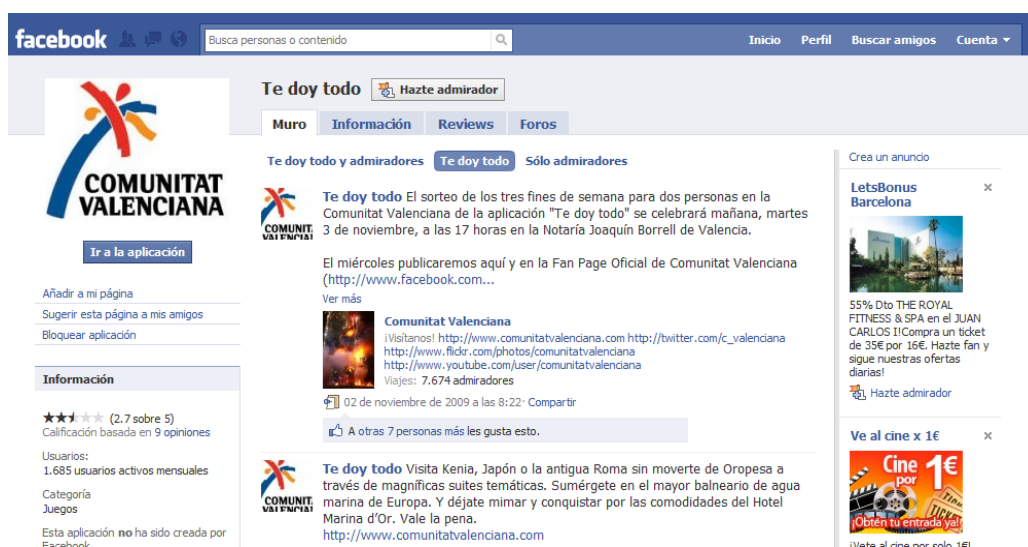 facebook
Busca personas o contenido
Inicio Perfil Buscar amigos Cuenta
COMUNITAT
VALENCIANA
Ir a la aplicación
Añadir a mi página
Sugerir esta página a mis amigos
Bloquear aplicación
Información
(2.7 sobre 5)
Calificación basada en 9 opiniones
Usuarios:
1.685 usuarios activos mensuales
Categoría
Juegos
Esta aplicación no ha sido creada por
Facebook
Te doy todo Hazte admirador
Muro Información Reviews Foros
Te doy todo y admiradores Te doy todo Sólo admiradores
COMUNIT
VALENCIA
Te doy todo El sorteo de los tres fines de semana para dos personas en la
Comunitat Valenciana de la aplicación "Te doy todo" se celebrará mañana, martes
3 de noviembre, a las 17 horas en la Notaría Joaquín Borrell de Valencia.
El miércoles publicaremos aquí y en la Fan Page Oficial de Comunitat Valenciana
(http://www.facebook.com...
Ver más
Comunitat Valenciana
¡Visítanos! http://www.comunitatvalenciana.com http://twitter.com/c_valenciana
http://www.flickr.com/photos/comunitatvalenciana
http://www.youtube.com/user/comunitatvalenciana
Viajes: 7.674 admiradores
02 de noviembre de 2009 a las 8:22 · Compartir
A otras 7 personas más les gusta esto.
COMUNIT
VALENCIA
Te doy todo Visita Kenia, Japón o la antigua Roma sin moverte de Oropesa a
través de magníficas suites temáticas. Sumérgete en el mayor balneario de agua
marina de Europa. Y déjate mimar y conquistar por las comodidades del Hotel
Marina d'Or. Vale la pena.
http://www.comunitatvalenciana.com
Crea un anuncio
LetsBonus
Barcelona
55% Dto THE ROYAL
FITNESS & SPA en el JUAN
CARLOS I!Compra un ticket
de 35€ por 16€. Hazte fan y
sigue nuestras ofertas
diarias!
Hazte admirador
Ve al cine x 1€
Cine
por
1€
¡Obtén tu entrada ya!
¡Vete al cine por solo 1€!